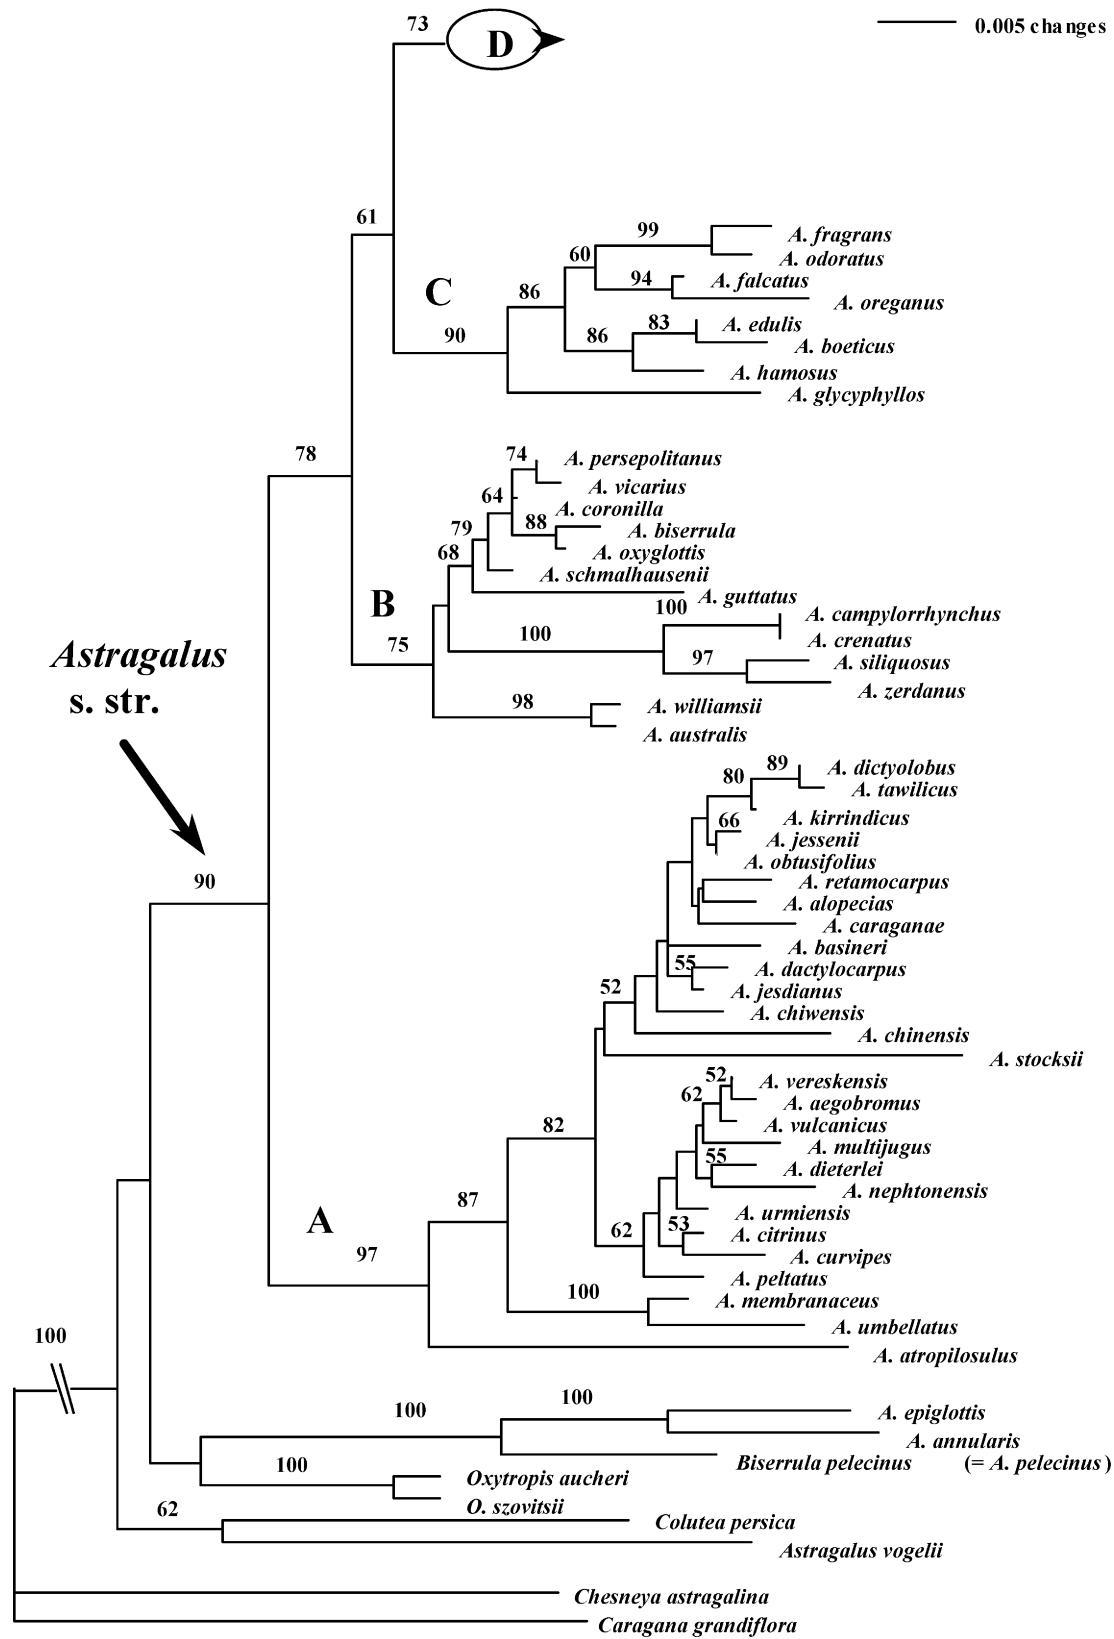 73
D
0.005 changes
61
99
A. fragrans
A. odoratus
60
94
A. falcatus
C
86
A. oreganus
83
A. edulis
90
86
A. boeticus
A. hamosus
A. glycyphyllos
78
74
A. persepolitanus
A. vicarius
64
A. coronilla
79
88
A. biserrula
68
A. oxyglottis
A. schmalhausenii
B
A. guttatus
100
A. campylorrhynchus
75
100
A. crenatus
97
A. siliquosus
A. zerdanus
Astragalus
s. str.
98
A. williamsii
A. australis
89
A. dictyolobus
80
A. tawilicus
A. kirrindicus
66
A. jessenii
A. obtusifolius
90
A. retamocarpus
A. alopecias
A. caraganae
A. basineri
55
A. dactylocarpus
52
A. jesdianus
A. chiwensis
A. chinensis
A. stocksii
52
A. vereskensis
62
A. aegobromus
82
A. vulcanicus
A. multijugus
55
A. dieterlei
87
A. nephtonensis
A
A. urmiensis
62
53
A. citrinus
97
A. curvipes
A. peltatus
100
A. membranaceus
A. umbellatus
100
A. atropilosulus
100
100
A. epiglottis
A. annularis
Biserrula pelecinus (= A. pelecinus)
100
Oxytropis aucheri
O. szovitsii
62
Colutea persica
Astragalus vogelii
Chesneya astragalina
Caragana grandiflora